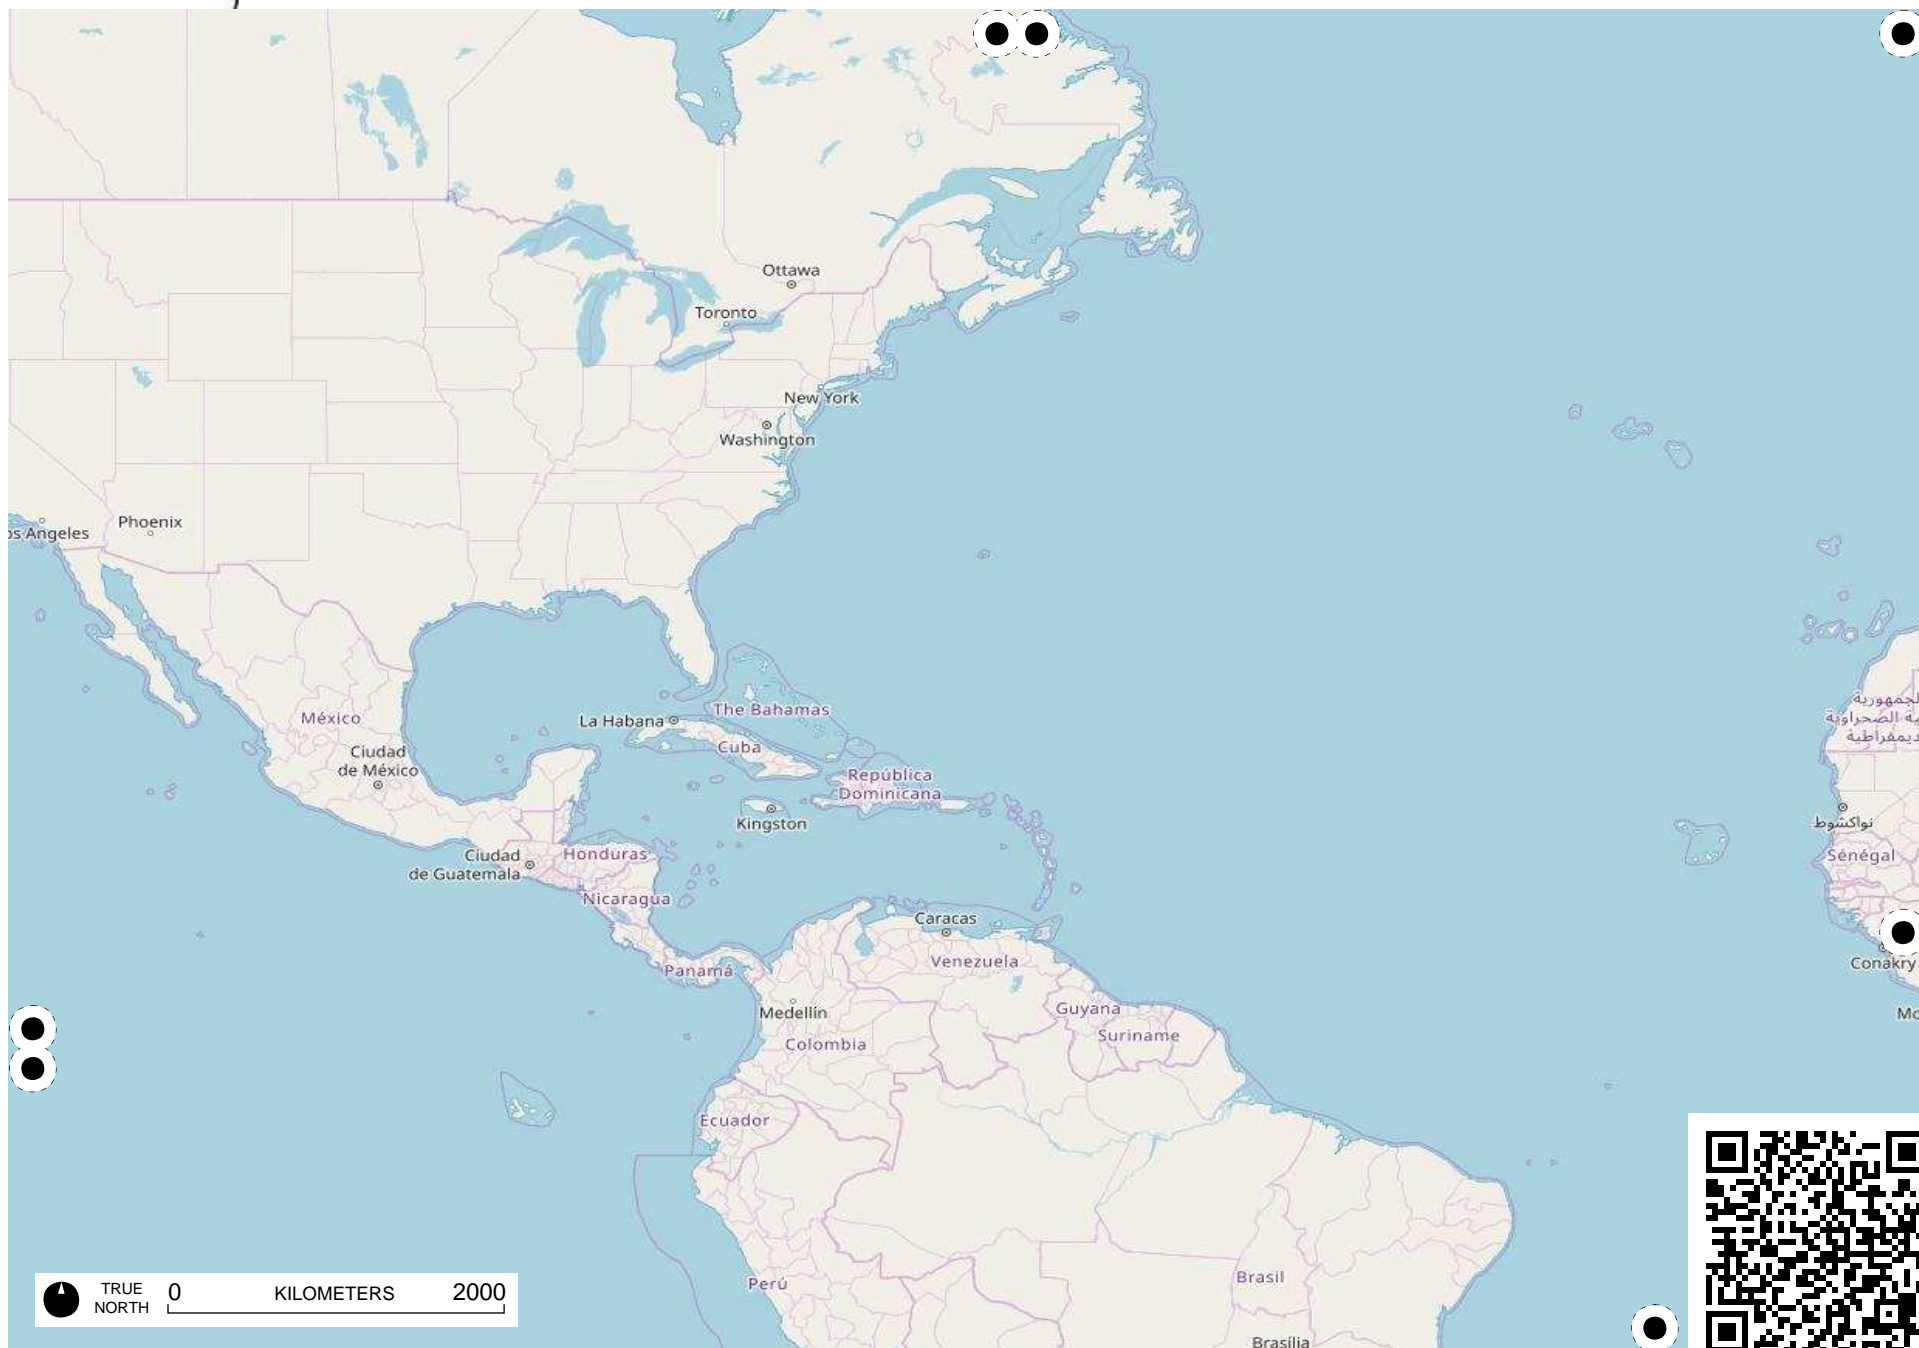 Ottawa
Toronto
New York
Washington
Phoenix
os Angeles
México
Ciudad
de México
La Habana
The Bahamas
Cuba
República
Dominicana
Kingston
Ciudad
de Guatemala
Honduras
Nicaragua
Panamá
Caracas
Venezuela
Medellín
Colombia
Guyana
Suriname
Ecuador
Perú
Brasil
Brasília
نواكشوط
Sénégal
Conakry
Mo
TRUE
NORTH
0 KILOMETERS 2000